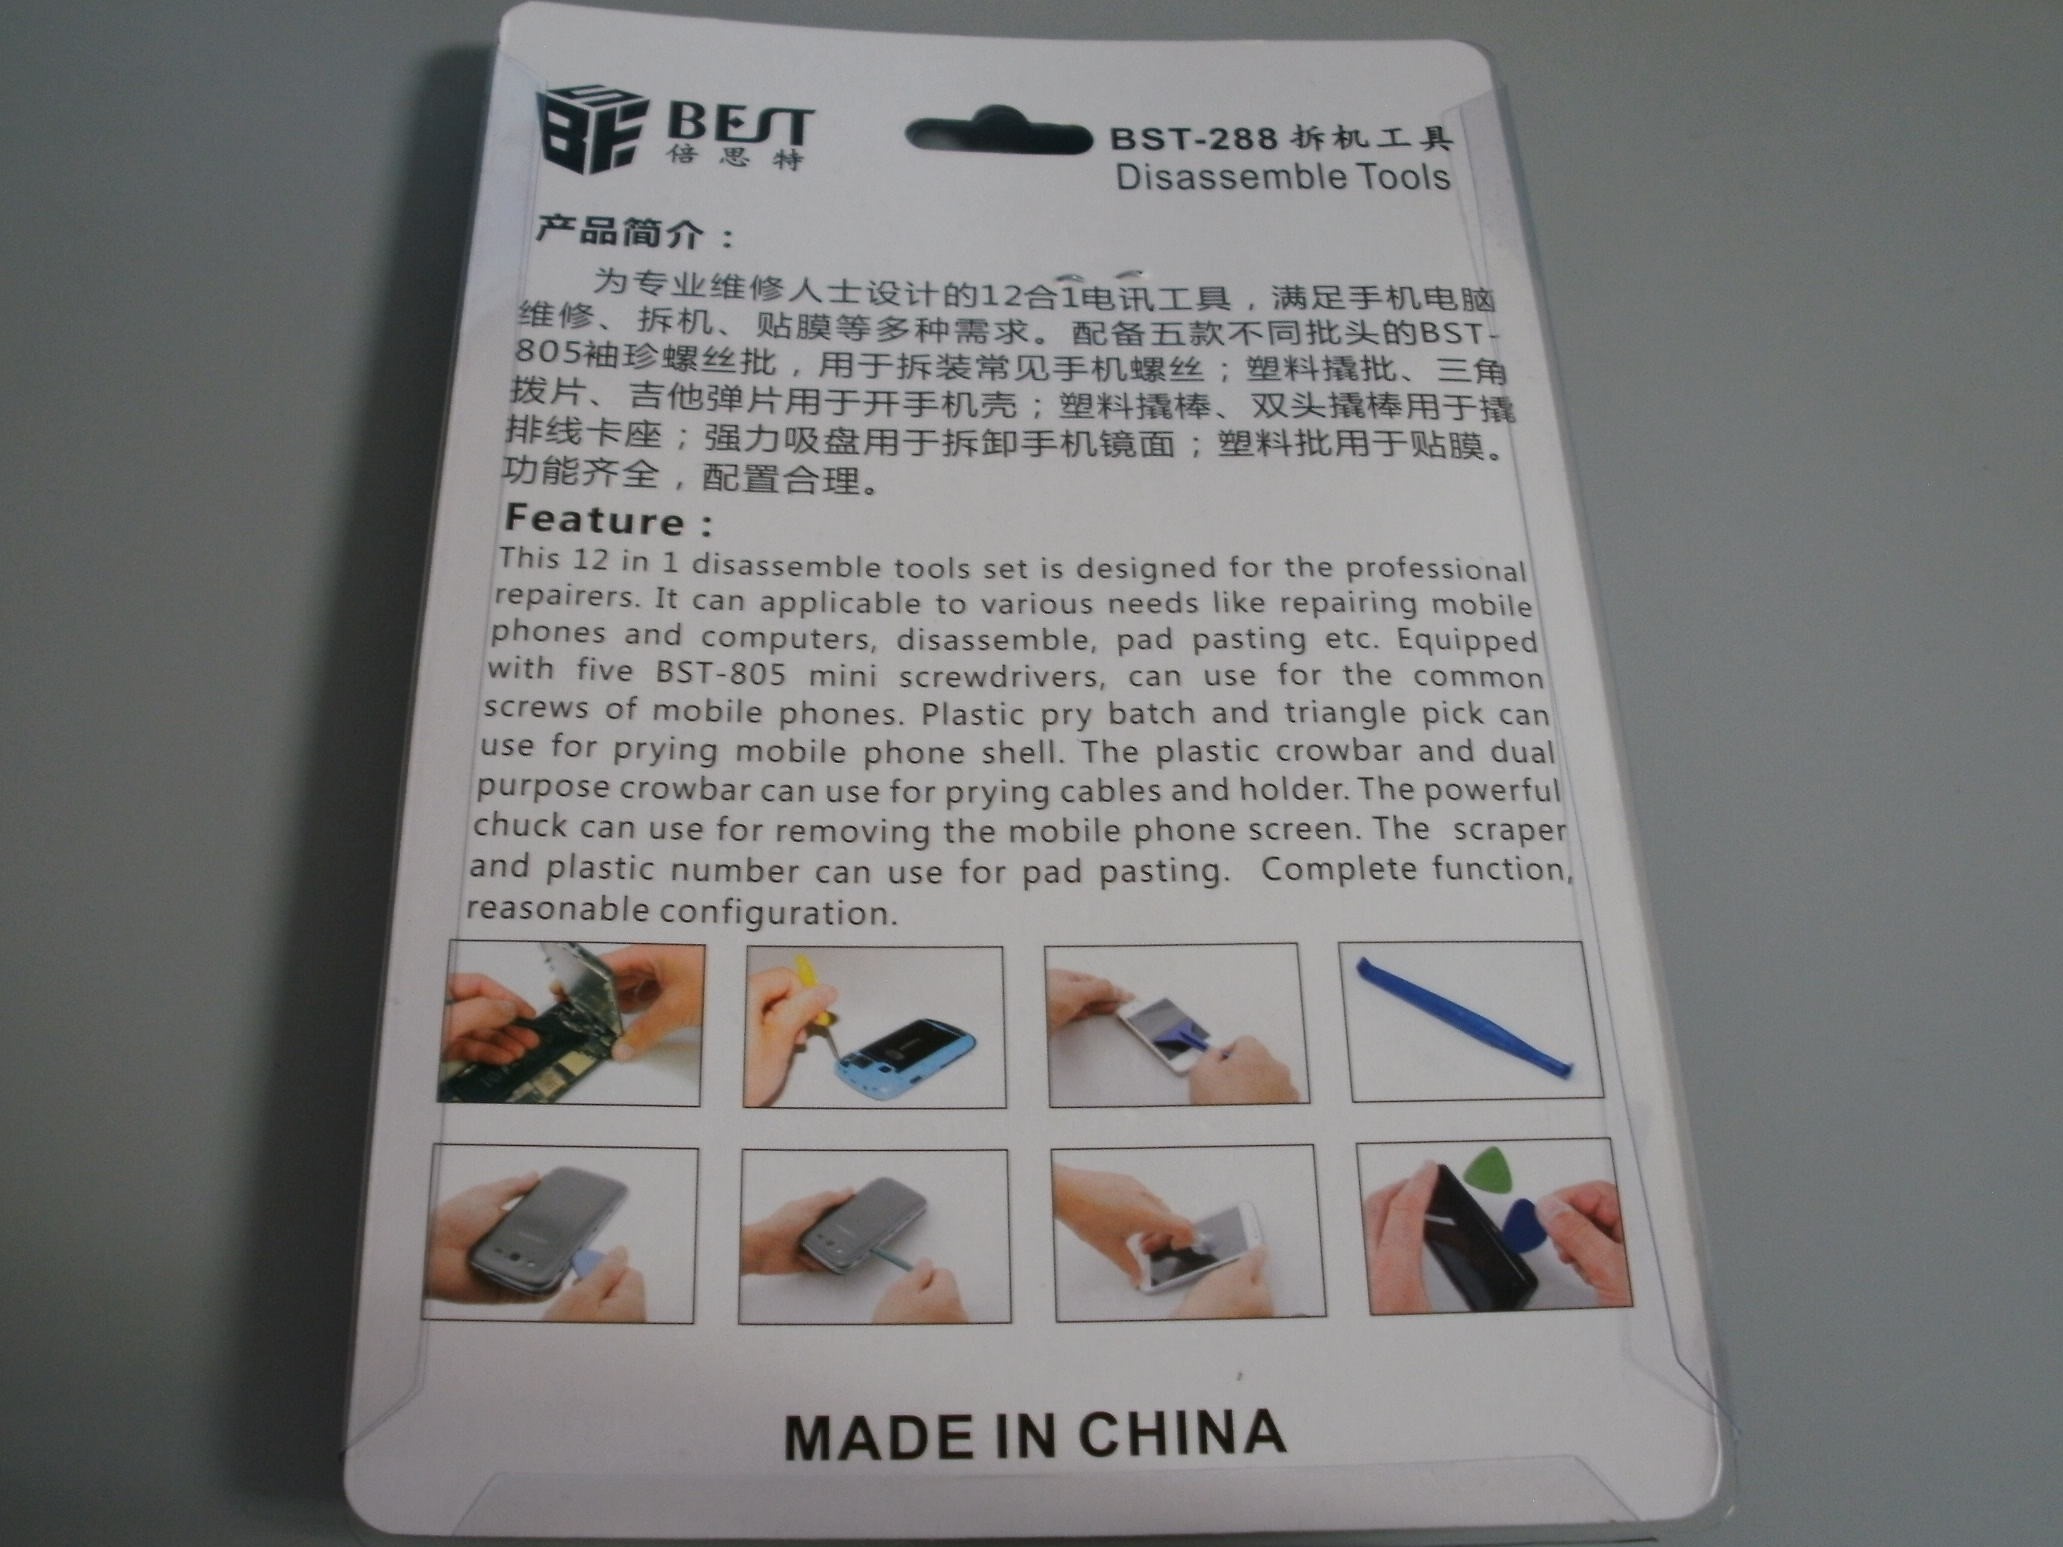 BEST
倍思特
BST-288 拆机工具
Disassemble Tools
产品简介：
为专业维修人士设计的12合1电讯工具，满足手机电脑
维修、拆机、贴膜等多种需求。配备五款不同批头的BST-
805袖珍螺丝批，用于拆装常见手机螺丝；塑料撬批、三角
拨片、吉他弹片用于开手机壳；塑料撬棒、双头撬棒用于撬
排线卡座；强力吸盘用于拆卸手机镜面；塑料批用于贴膜。
功能齐全，配置合理。
Feature :
This 12 in 1 disassemble tools set is designed for the professional
repairers. It can applicable to various needs like repairing mobile
phones and computers, disassemble, pad pasting etc. Equipped
with five BST-805 mini screwdrivers, can use for the common
screws of mobile phones. Plastic pry batch and triangle pick can
use for prying mobile phone shell. The plastic crowbar and dual
purpose crowbar can use for prying cables and holder. The powerful
chuck can use for removing the mobile phone screen. The scraper
and plastic number can use for pad pasting. Complete function,
reasonable configuration.
MADE IN CHINA